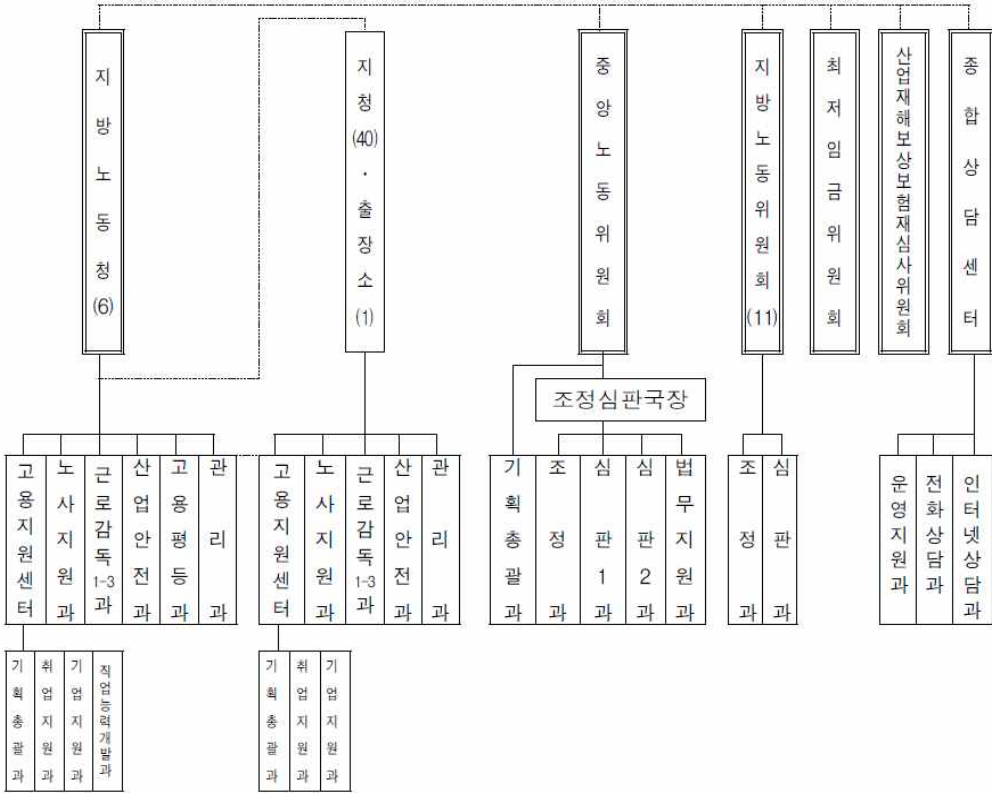 지방노동청(6)
지청(40)·출장소(1)
중앙노동위원회
지방노동위원회(11)
최저임금위원회
산업재해보상보험재심사위원회
종합상담센터
조정심판국장
고용지원센터
노사지원과
근로감독1-3과
산업안전과
고용평등과
관리과
고용지원센터
노사지원과
근로감독1-3과
산업안전과
관리과
기획총괄과
조정과
심판1과
심판2과
법무지원과
조정과
심판과
운영지원과
전화상담과
인터넷상담과
기획총괄과
취업지원과
기업지원과
직업능력개발과
기획총괄과
취업지원과
기업지원과